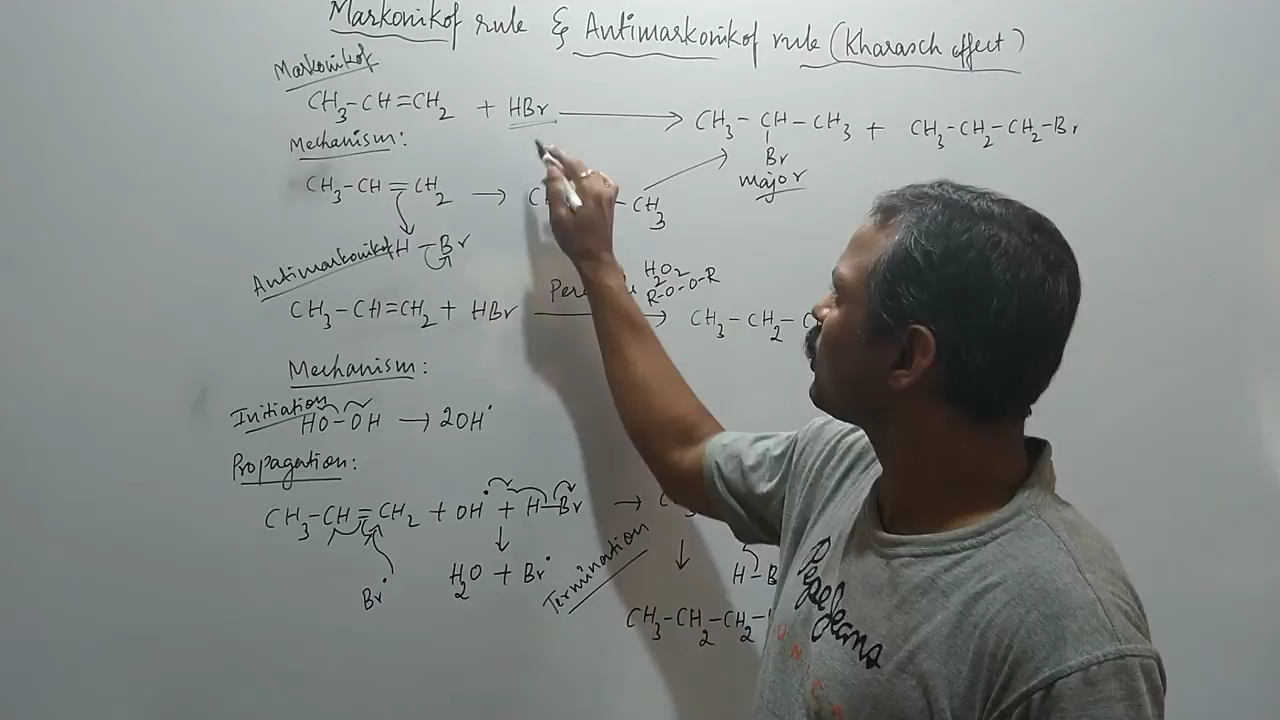 Markonikof rule & Antimarkonikof rule (Kharasch effect)
Markonikof
CH3-CH=CH2 + HBr → CH3-CH-CH3 + CH3-CH2-CH2-Br
Br
major
Mechanism:
CH3-CH=CH2 → -CH3
H-Br
Antimarkonikof
CH3-CH=CH2 + HBr → CH3-CH2-
H2O2
R-O-O-R
Mechanism:
Initiation
HO-OH → 2OH•
Propagation:
CH3-CH=CH2 + OH• + H-Br →
Br•
H2O + Br•
Termination
H-B
CH3-CH2-CH2-
Pepe Jeans